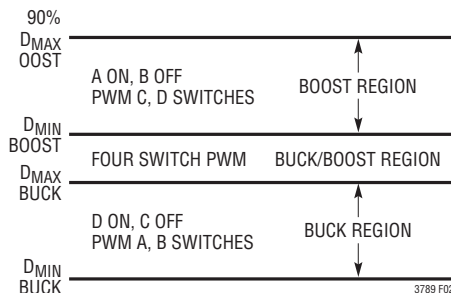 90%
DMAX
OOST
A ON, B OFF
PWM C, D SWITCHES
BOOST REGION
DMIN
BOOST
FOUR SWITCH PWM
BUCK/BOOST REGION
DMAX
BUCK
D ON, C OFF
PWM A, B SWITCHES
BUCK REGION
DMIN
BUCK
3789 F02